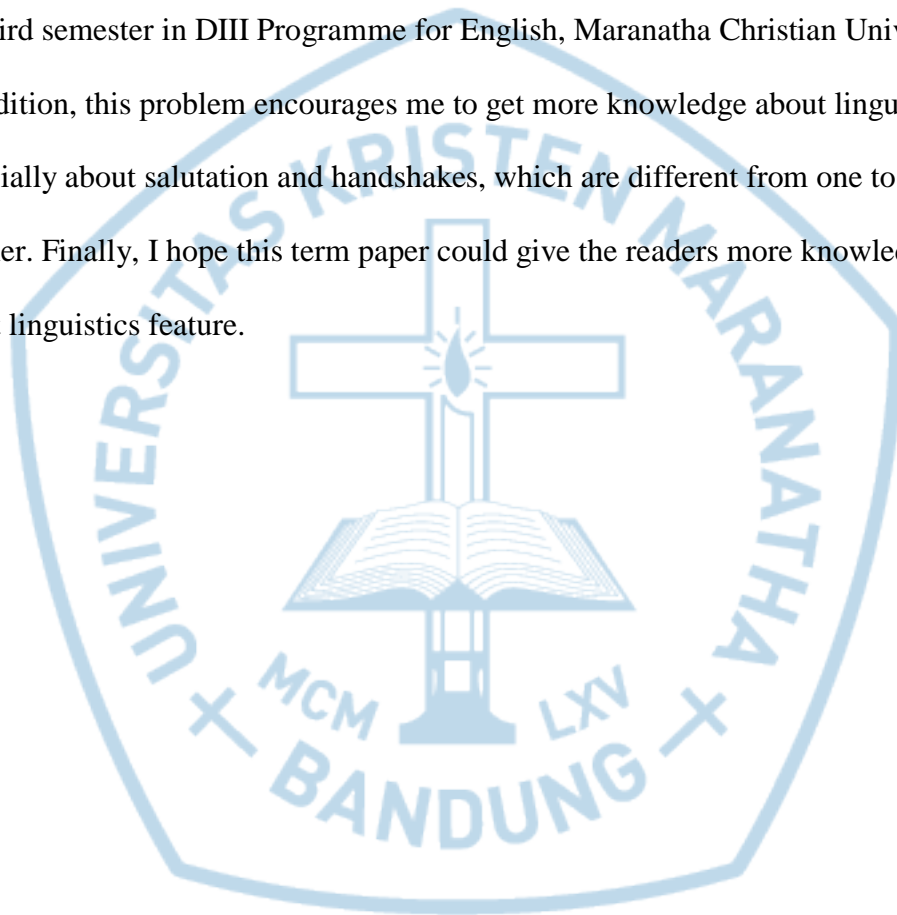 ird semester in DIII Programme for English, Maranatha Christian Univ
dition, this problem encourages me to get more knowledge about lingu
ially about salutation and handshakes, which are different from one to
er. Finally, I hope this term paper could give the readers more knowle
linguistics feature.
UNIVERSITAS KRISTEN MARANATHA
MCM LXV
BANDUNG